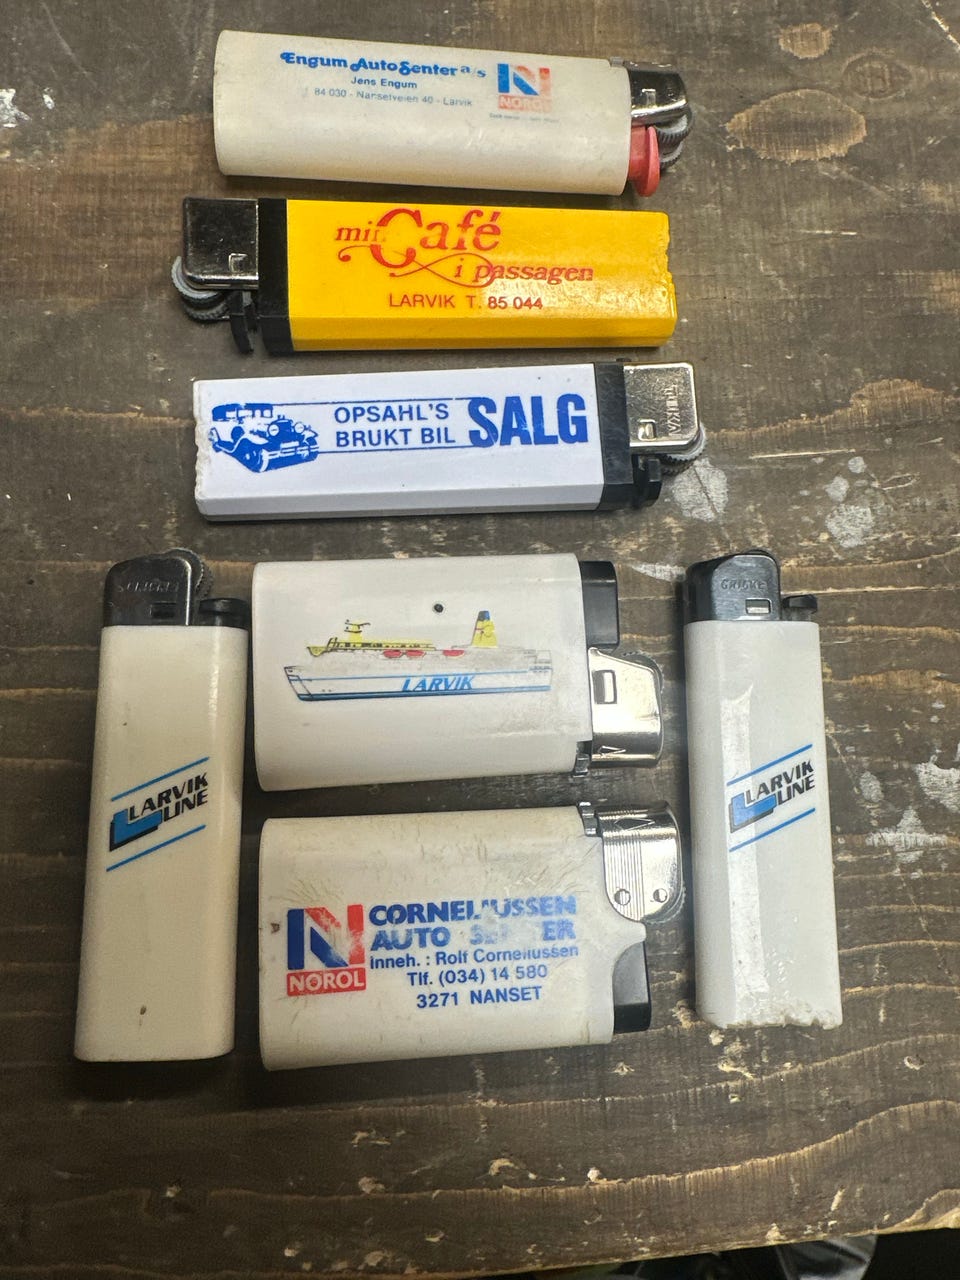 Engum Auto Senter a/s
Jens Engum
84 030 - Nansetveien 40 - Larvik
NOROL
Café
i passagen
LARVIK T. 85 044
OPSAHL'S
BRUKT BIL
SALG
LARVIK
LARVIK
LINE
CRICKET
LARVIK
LINE
N
NOROL
CORNELIUSSEN
AUTO
Inneh.: Rolf Corneliussen
Tlf. (034) 14 580
3271 NANSET